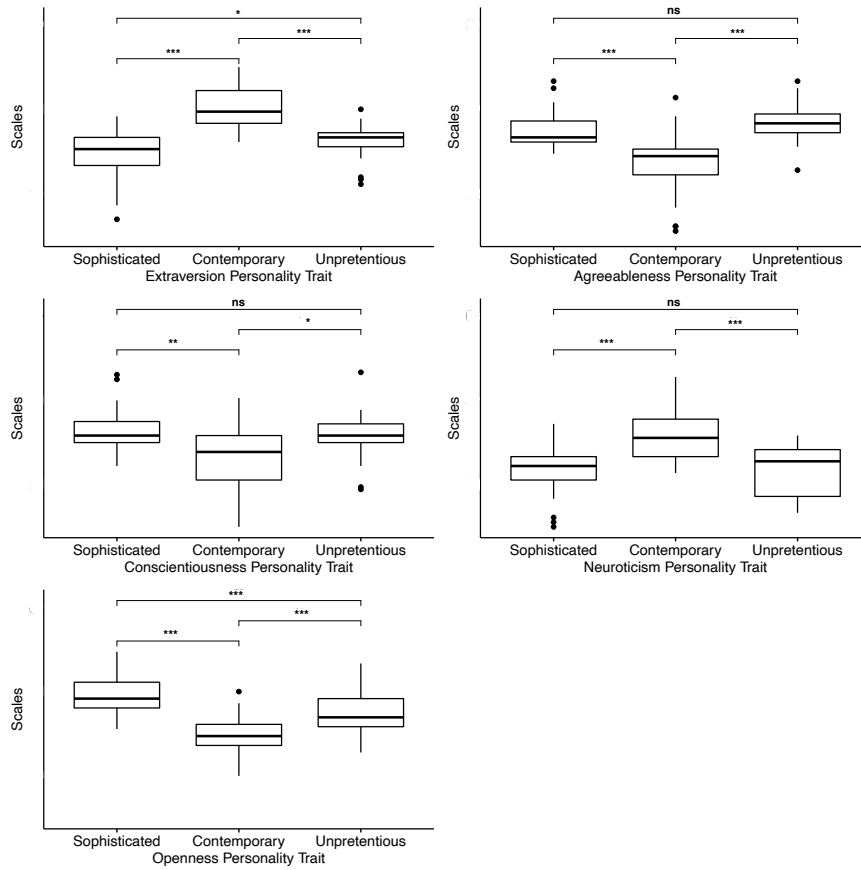 *
***
***
Scales
Sophisticated Contemporary Unpretentious
Extraversion Personality Trait
ns
***
***
Scales
Sophisticated Contemporary Unpretentious
Agreeableness Personality Trait
ns
**
*
Scales
Sophisticated Contemporary Unpretentious
Conscientiousness Personality Trait
ns
***
***
Scales
Sophisticated Contemporary Unpretentious
Neuroticism Personality Trait
***
***
***
Scales
Sophisticated Contemporary Unpretentious
Openness Personality Trait